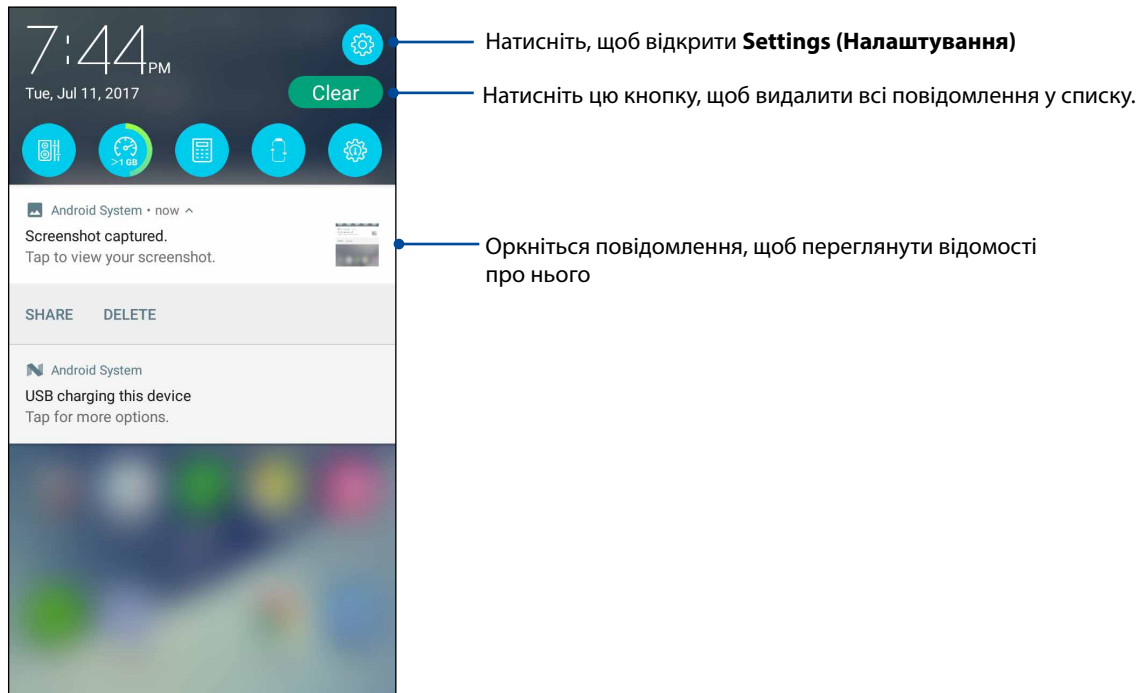 7:44 PM
Натисніть, щоб відкрити Settings (Налаштування)
Tue, Jul 11, 2017
Clear
Натисніть цю кнопку, щоб видалити всі повідомлення у списку.
>1 GB
Android System • now
Screenshot captured.
Tap to view your screenshot.
Оркніться повідомлення, щоб переглянути відомості
про нього
SHARE DELETE
Android System
USB charging this device
Tap for more options.